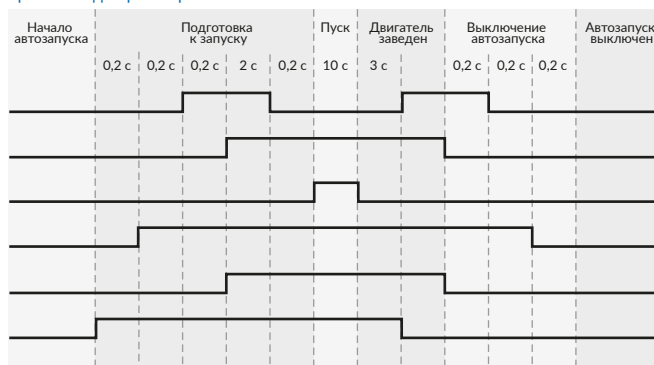 Начало
автозапуска
Подготовка
к запуску
Пуск
Двигатель
заведен
Выключение
автозапуска
Автозапуск
выключен
0,2 с 0,2 с 0,2 с 2 с 0,2 с 10 с 3 с 0,2 с 0,2 с 0,2 с